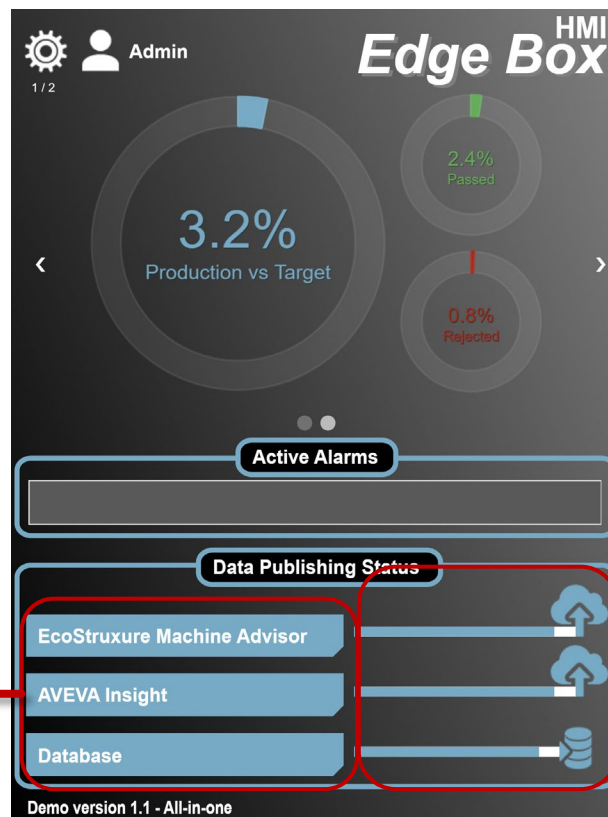 HMI
Edge Box
Admin
1 / 2
2.4%
Passed
3.2%
Production vs Target
0.8%
Rejected
Active Alarms
Data Publishing Status
EcoStruxure Machine Advisor
AVEVA Insight
Database
Demo version 1.1 - All-in-one